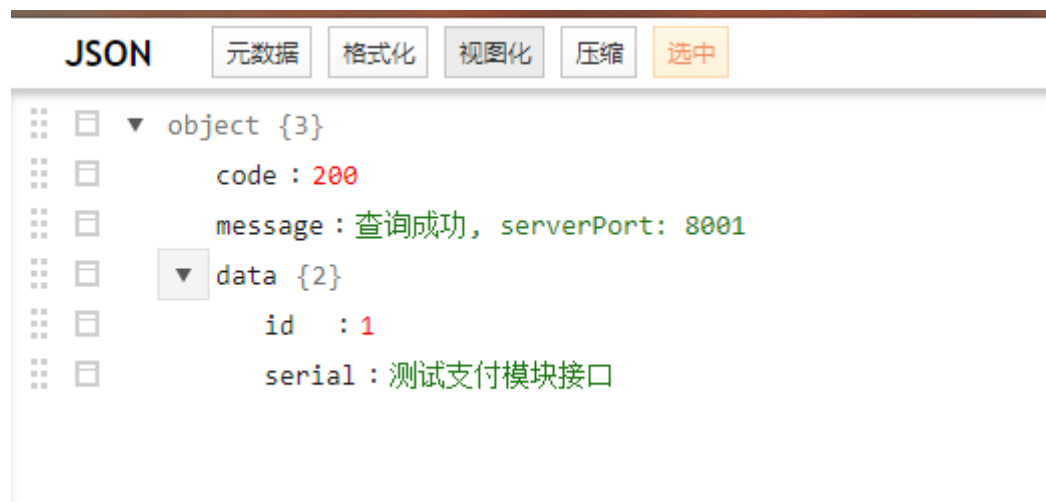 JSON 元数据 格式化 视图化 压缩 选中
object {3}
code : 200
message : 查询成功, serverPort: 8001
data {2}
id : 1
serial : 测试支付模块接口